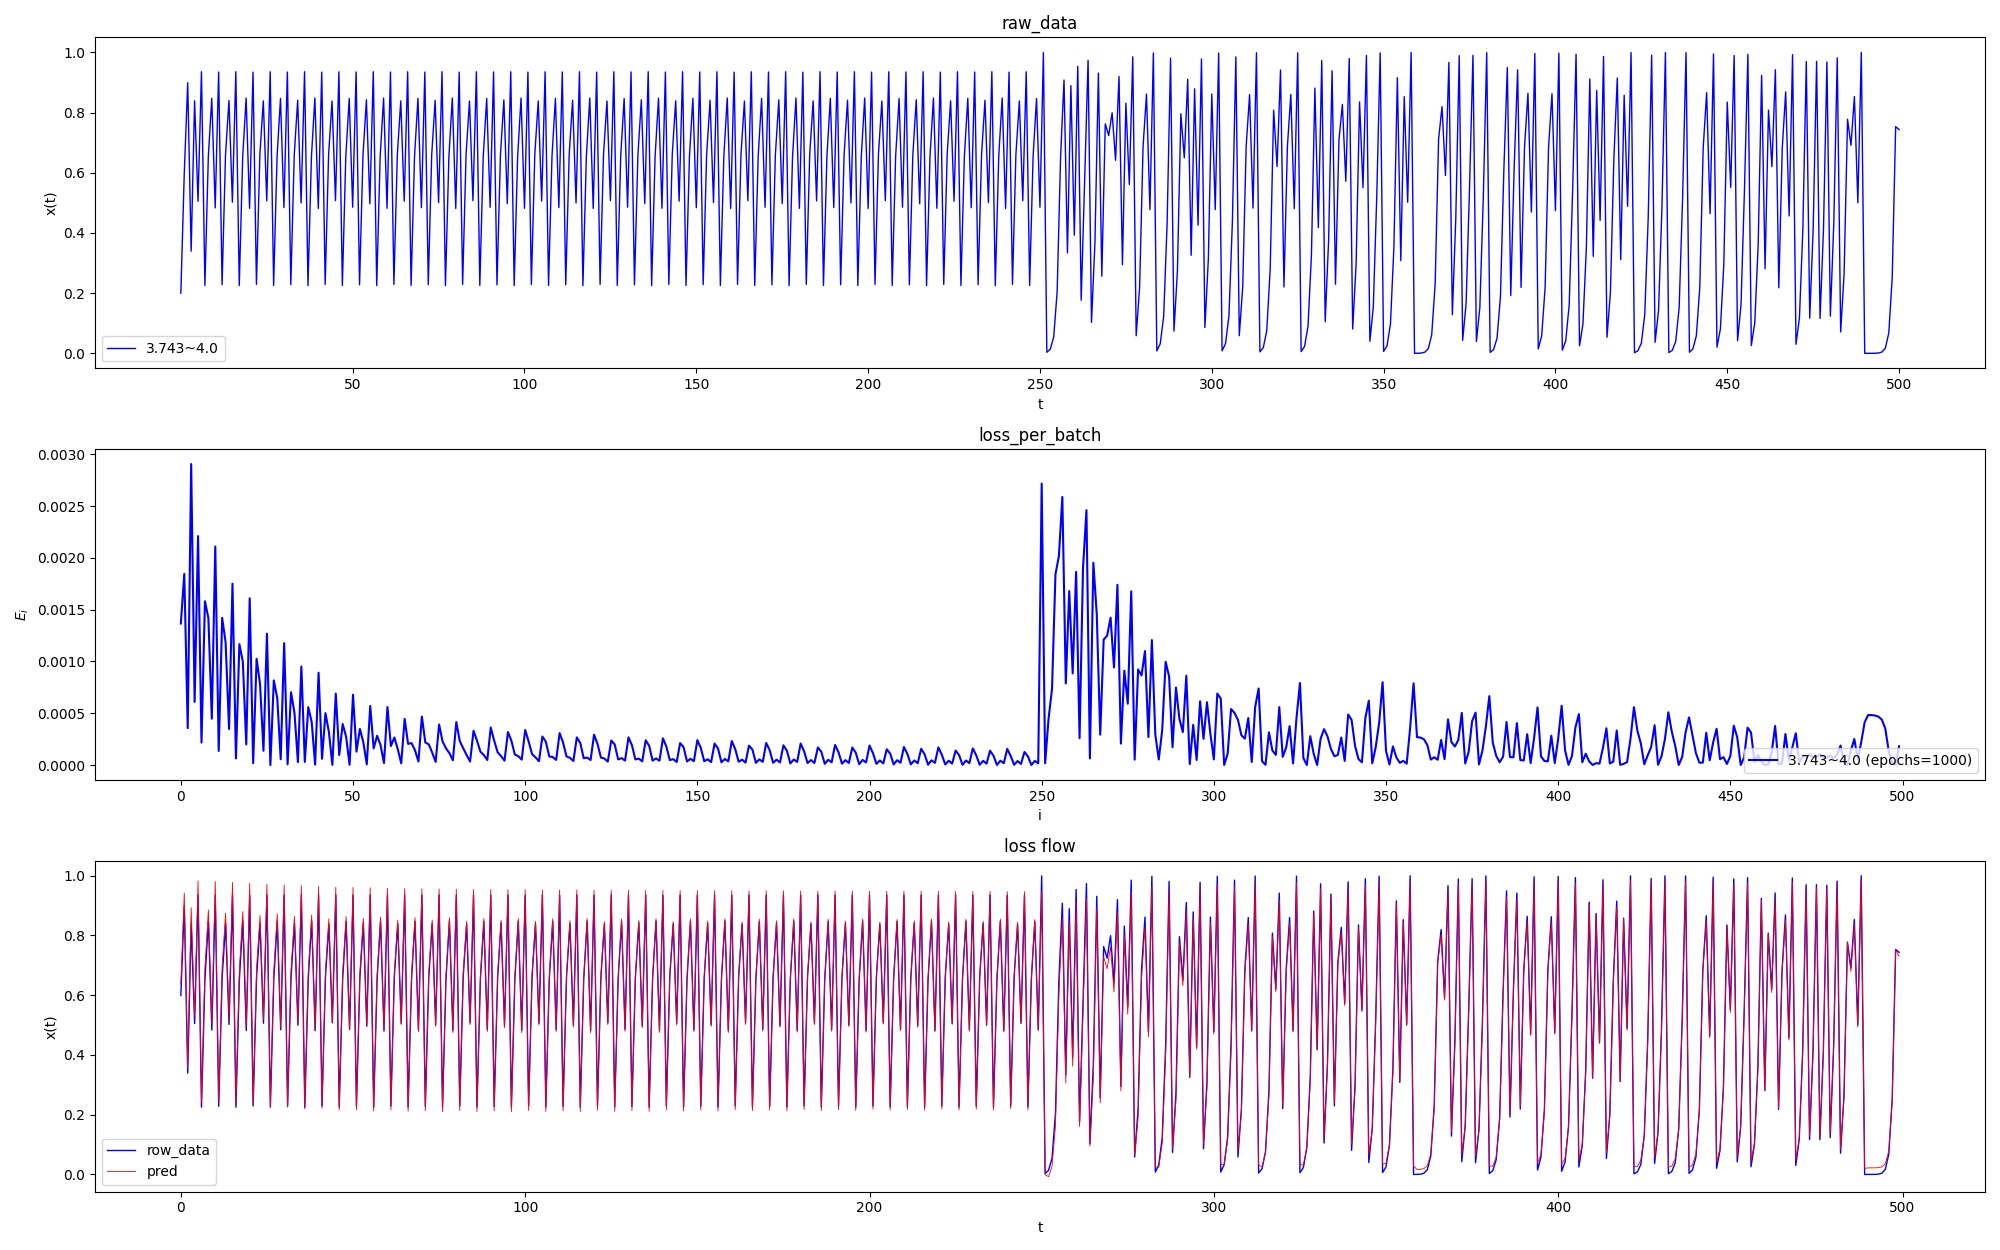 raw_data
1.0
0.8
0.6
0.4
0.2
0.0
x(t)
3.743~4.0
50 100 150 200 250 300 350 400 450 500
t
loss_per_batch
0.0030
0.0025
0.0020
0.0015
0.0010
0.0005
0.0000
E_i
3.743~4.0 (epochs=1000)
0 50 100 150 200 250 300 350 400 450 500
i
loss flow
1.0
0.8
0.6
0.4
0.2
0.0
x(t)
row_data
pred
0 100 200 300 400 500
t